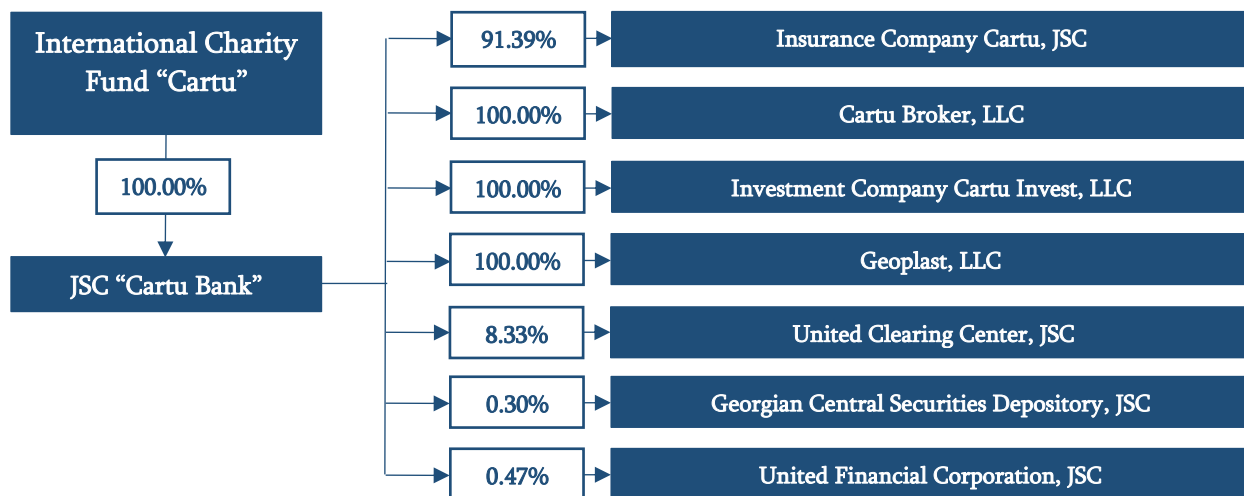 International Charity
Fund “Cartu”
100.00%
JSC “Cartu Bank”
91.39%
Insurance Company Cartu, JSC
100.00%
Cartu Broker, LLC
100.00%
Investment Company Cartu Invest, LLC
100.00%
Geoplast, LLC
8.33%
United Clearing Center, JSC
0.30%
Georgian Central Securities Depository, JSC
0.47%
United Financial Corporation, JSC